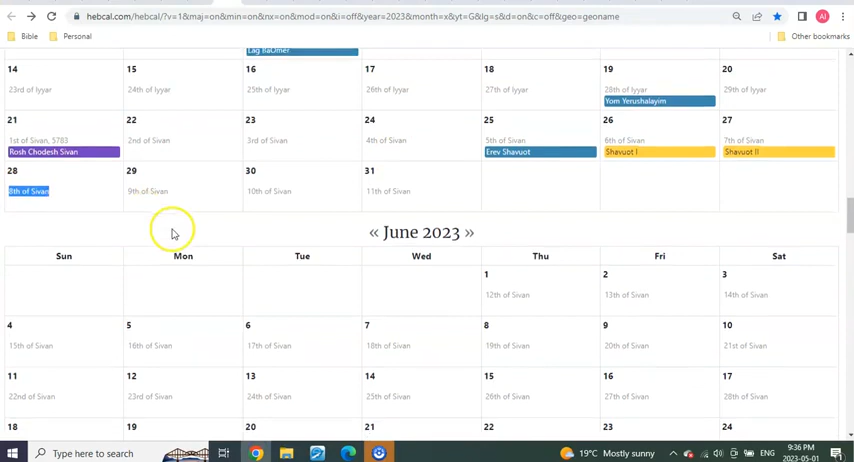 hebcal.com/hebcal/?v=1&maj=on&min=on&nx=on&mod=on&i=off&year=2023&month=x&yt=G&lg=s&d=on&c=off&geo=geoname
AI
Bible Personal Other bookmarks
Lag BaOmer
14 15 16 17 18 19 20
23rd of Iyyar 24th of Iyyar 25th of Iyyar 26th of Iyyar 27th of Iyyar 28th of Iyyar 29th of Iyyar
Yom Yerushalayim
21 22 23 24 25 26 27
1st of Sivan, 5783 2nd of Sivan 3rd of Sivan 4th of Sivan 5th of Sivan 6th of Sivan 7th of Sivan
Rosh Chodesh Sivan Erev Shavuot Shavuot I Shavuot II
28 29 30 31
8th of Sivan 9th of Sivan 10th of Sivan 11th of Sivan
« June 2023 »
Sun Mon Tue Wed Thu Fri Sat
1 2 3
12th of Sivan 13th of Sivan 14th of Sivan
4 5 6 7 8 9 10
15th of Sivan 16th of Sivan 17th of Sivan 18th of Sivan 19th of Sivan 20th of Sivan 21st of Sivan
11 12 13 14 15 16 17
22nd of Sivan 23rd of Sivan 24th of Sivan 25th of Sivan 26th of Sivan 27th of Sivan 28th of Sivan
18 19 20 21 22 23 24
Type here to search 19°C Mostly sunny ENG 9:36 PM
2023-05-01